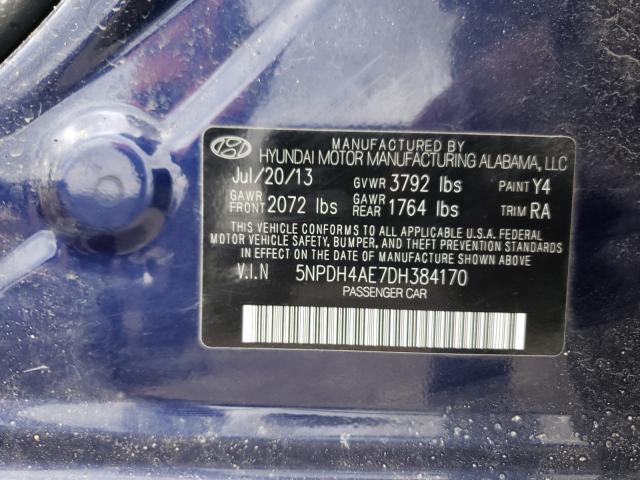 MANUFACTURED BY
HYUNDAI MOTOR MANUFACTURING ALABAMA, LLC
Jul/20/13 GVWR 3792 lbs PAINT Y4
GAWR FRONT 2072 lbs GAWR REAR 1764 lbs TRIM RA
THIS VEHICLE CONFORMS TO ALL APPLICABLE U.S.A. FEDERAL
MOTOR VEHICLE SAFETY, BUMPER, AND THEFT PREVENTION STANDARDS
IN EFFECT ON THE DATE OF MANUFACTURE SHOWN ABOVE.
V.I.N 5NPDH4AE7DH384170
PASSENGER CAR